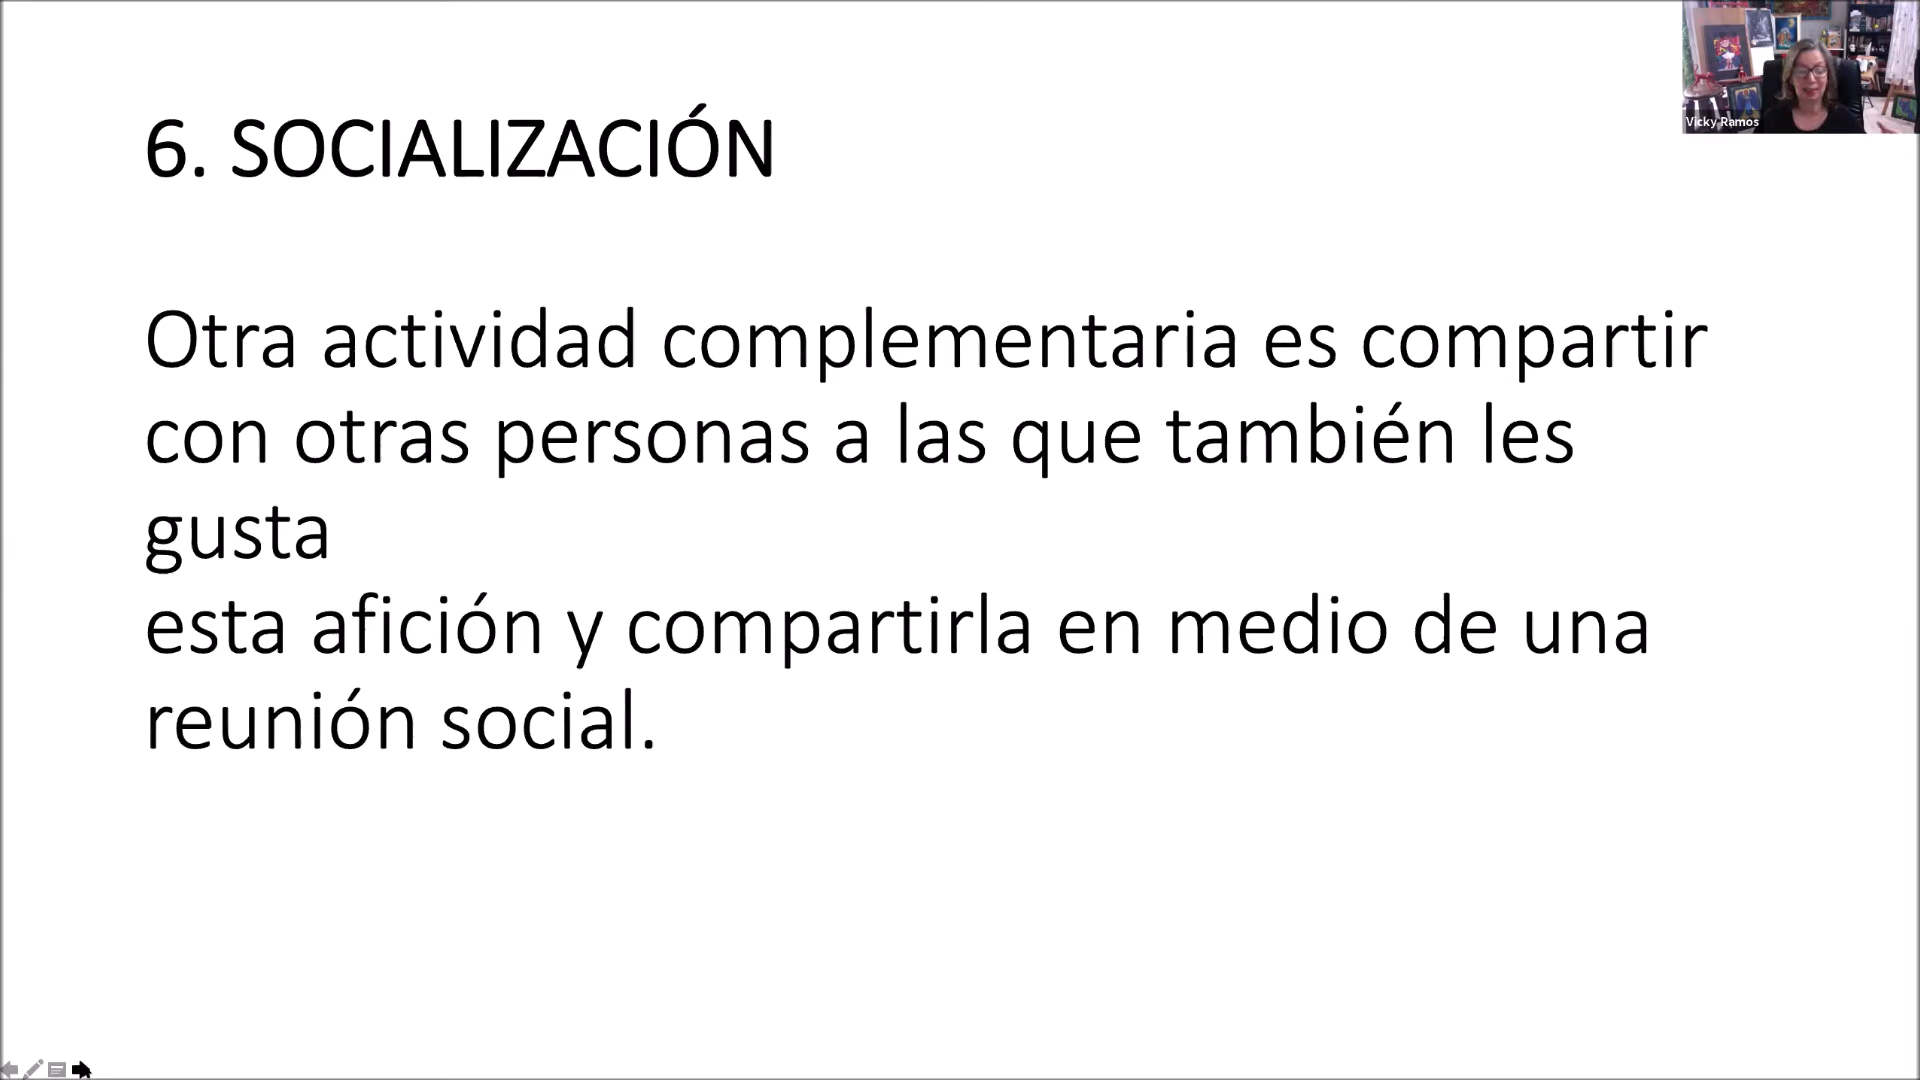 Vicky Ramos
6. SOCIALIZACIÓN
Otra actividad complementaria es compartir
con otras personas a las que también les
gusta
esta afición y compartirla en medio de una
reunión social.